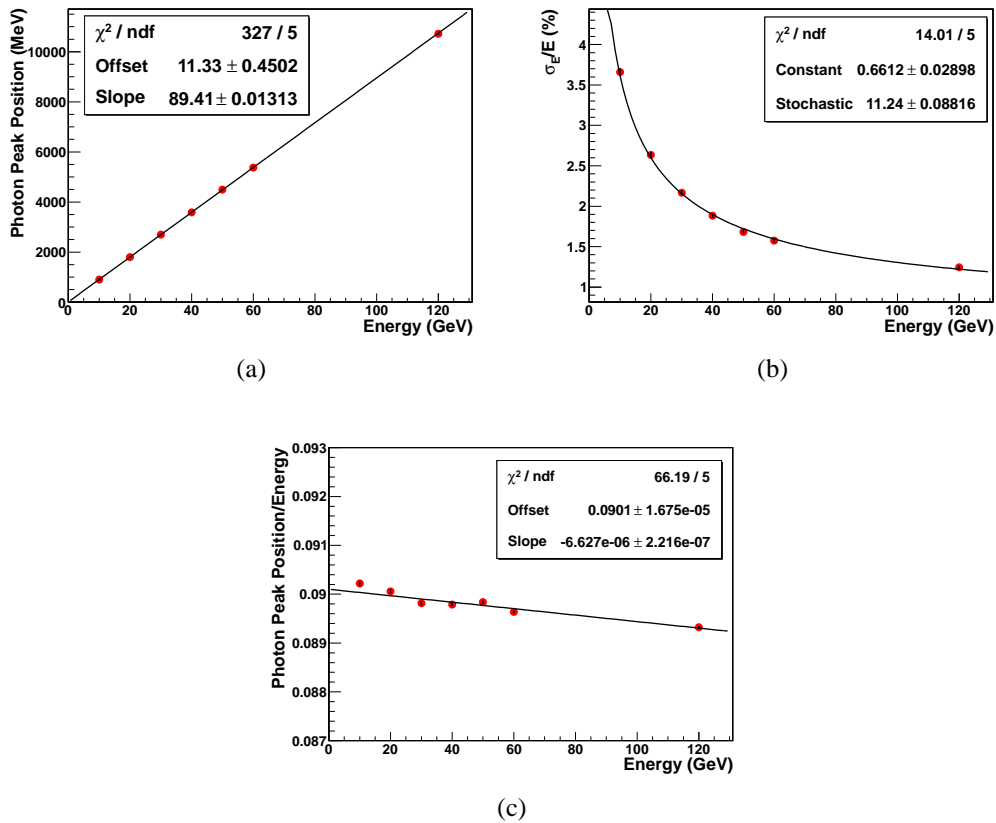 Photon Peak Position (MeV)
10000
8000
6000
4000
2000
0
χ² / ndf 327 / 5
Offset 11.33 ± 0.4502
Slope 89.41 ± 0.01313
0 20 40 60 80 100 120
Energy (GeV)
(a)
σE/E (%)
4
3.5
3
2.5
2
1.5
1
χ² / ndf 14.01 / 5
Constant 0.6612 ± 0.02898
Stochastic 11.24 ± 0.08816
0 20 40 60 80 100 120
Energy (GeV)
(b)
Photon Peak Position/Energy
0.093
0.092
0.091
0.09
0.089
0.088
0.087
χ² / ndf 66.19 / 5
Offset 0.0901 ± 1.675e-05
Slope -6.627e-06 ± 2.216e-07
0 20 40 60 80 100 120
Energy (GeV)
(c)